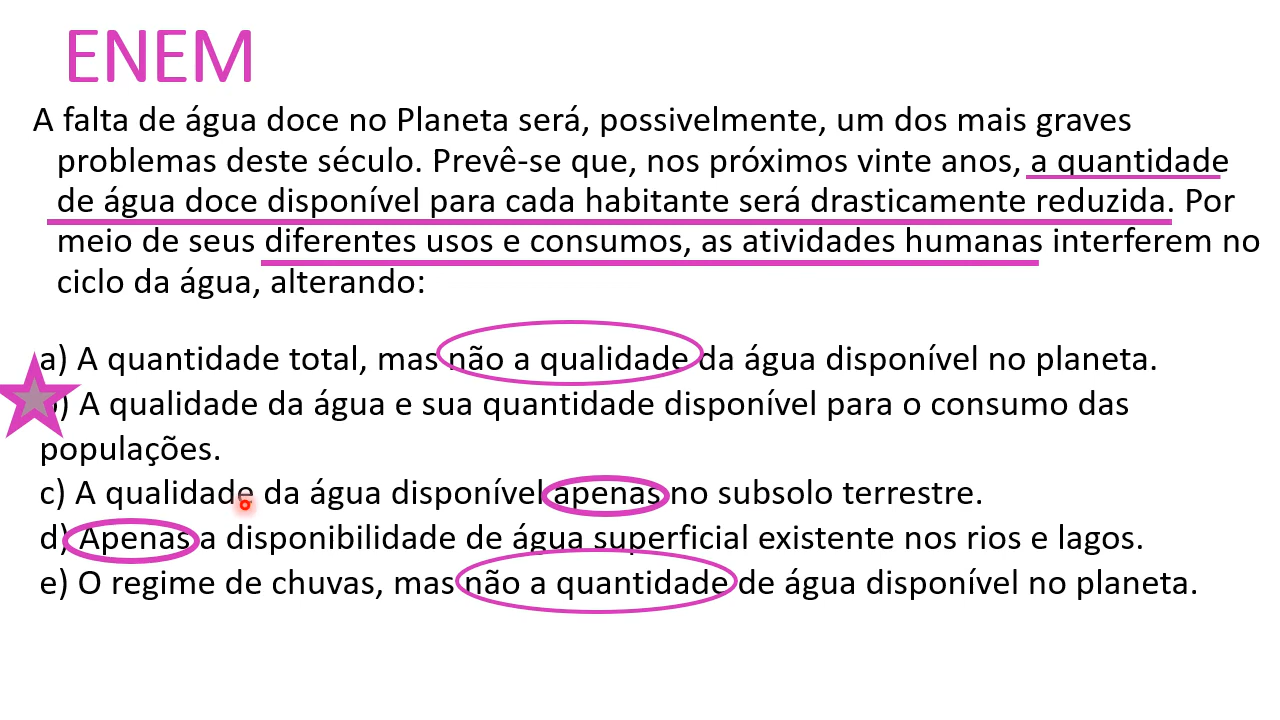 ENEM
A falta de água doce no Planeta será, possivelmente, um dos mais graves
problemas deste século. Prevê-se que, nos próximos vinte anos, a quantidade
de água doce disponível para cada habitante será drasticamente reduzida. Por
meio de seus diferentes usos e consumos, as atividades humanas interferem no
ciclo da água, alterando:
a) A quantidade total, mas não a qualidade da água disponível no planeta.
b) A qualidade da água e sua quantidade disponível para o consumo das
populações.
c) A qualidade da água disponível apenas no subsolo terrestre.
d) Apenas a disponibilidade de água superficial existente nos rios e lagos.
e) O regime de chuvas, mas não a quantidade de água disponível no planeta.